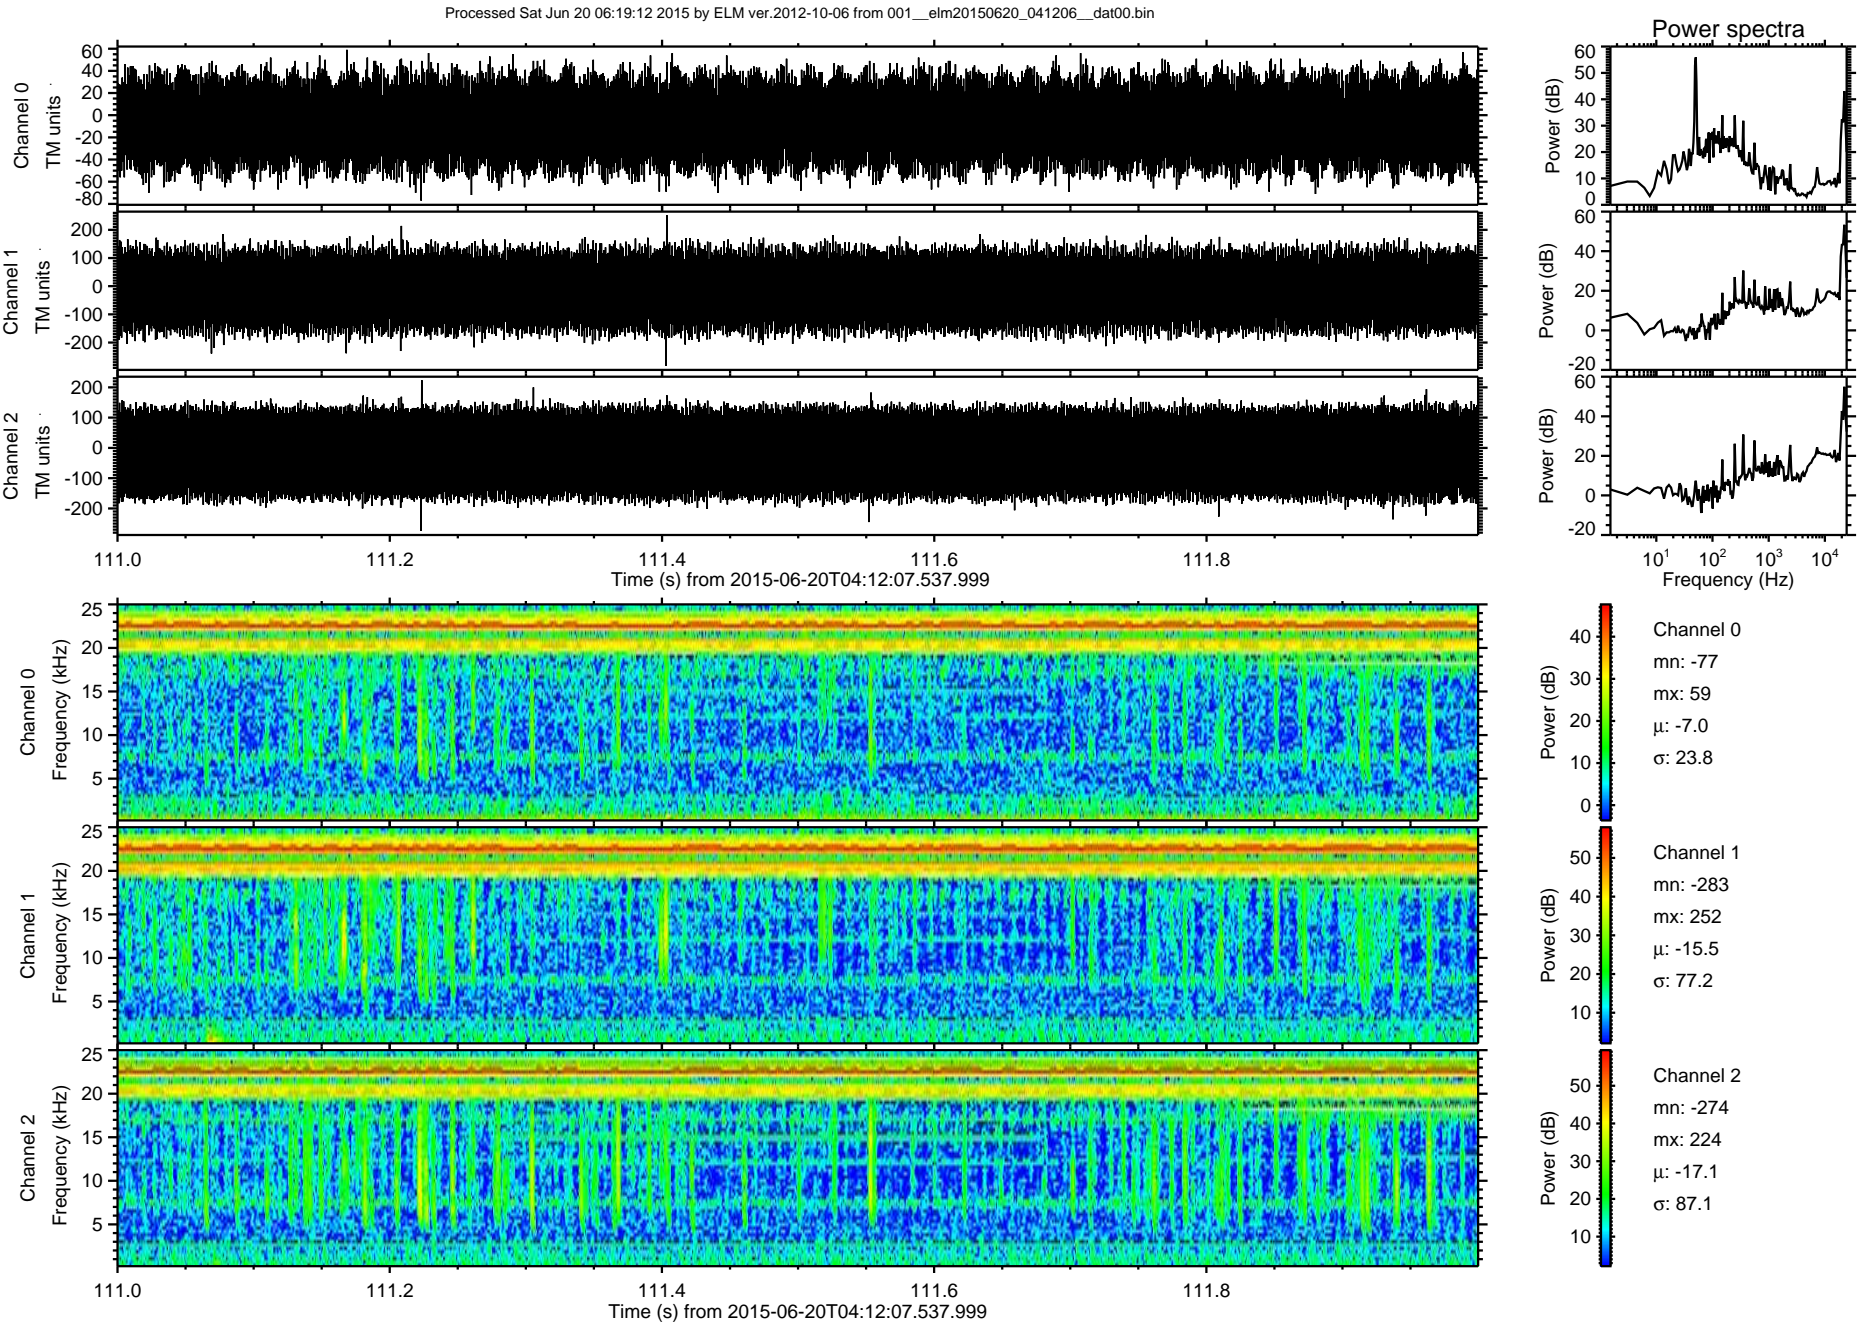 Processed Sat Jun 20 06:19:12 2015 by ELM ver.2012-10-06 from 001__elm20150620_041206__dat00.bin
Power spectra
Channel 0
TM units
60
40
20
0
-20
-40
-60
-80
Power (dB)
60
50
40
30
20
10
0
Channel 1
TM units
200
100
0
-100
-200
Power (dB)
60
40
20
0
-20
Channel 2
TM units
200
100
0
-100
-200
Power (dB)
60
40
20
0
-20
111.0 111.2 111.4 111.6 111.8
Time (s) from 2015-06-20T04:12:07.537.999
10¹ 10² 10³ 10⁴
Frequency (Hz)
Channel 0
Frequency (kHz)
25
20
15
10
5
Power (dB)
40
30
20
10
0
Channel 0
mn: -77
mx: 59
μ: -7.0
σ: 23.8
Channel 1
Frequency (kHz)
25
20
15
10
5
Power (dB)
50
40
30
20
10
Channel 1
mn: -283
mx: 252
μ: -15.5
σ: 77.2
Channel 2
Frequency (kHz)
25
20
15
10
5
Power (dB)
50
40
30
20
10
Channel 2
mn: -274
mx: 224
μ: -17.1
σ: 87.1
111.0 111.2 111.4 111.6 111.8
Time (s) from 2015-06-20T04:12:07.537.999